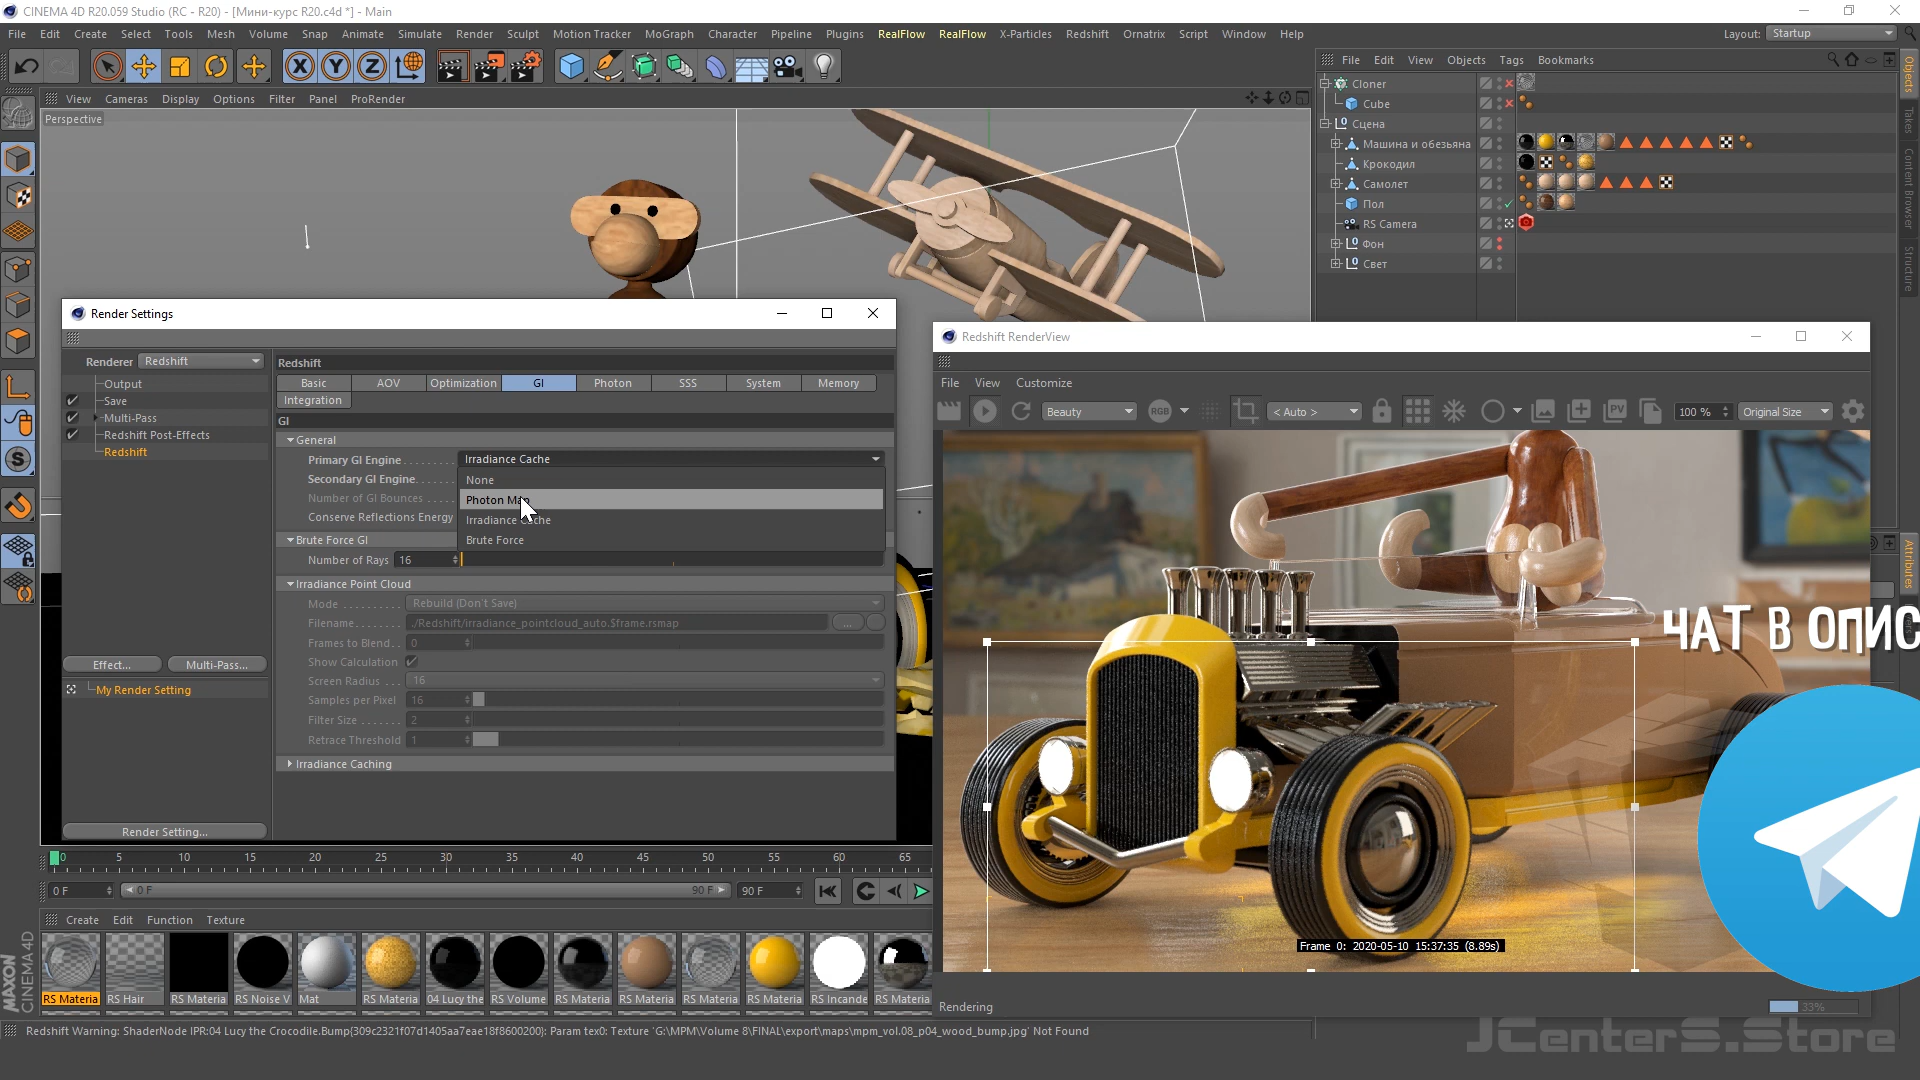 CINEMA 4D R20.059 Studio (RC - R20) - [Мини-курс R20.c4d *] - Main
File Edit Create Select Tools Mesh Volume Snap Animate Simulate Render Sculpt Motion Tracker MoGraph Character Pipeline Plugins RealFlow RealFlow X-Particles Redshift Ornatrix Script Window Help
Layout: Startup
View Cameras Display Options Filter Panel ProRender
Perspective
File Edit View Objects Tags Bookmarks
Cloner
Cube
Сцена
Машина и обезьяна
Крокодил
Самолет
Пол
RS Camera
Фон
Свет
Objects
Takes
Content Browser
Structure
Attributes
Render Settings
Renderer Redshift
Output
Save
Multi-Pass
Redshift Post-Effects
Redshift
Effect... Multi-Pass...
My Render Setting
Render Setting...
Redshift
Basic AOV Optimization GI Photon SSS System Memory
Integration
GI
General
Primary GI Engine Irradiance Cache
Secondary GI Engine
Number of GI Bounces
Conserve Reflections Energy
None
Photon Map
Irradiance Cache
Brute Force
Brute Force GI
Number of Rays 16
Irradiance Point Cloud
Mode Rebuild (Don't Save)
Filename ./Redshift/irradiance_pointcloud_auto.$frame.rsmap ...
Frames to Blend 0
Show Calculation
Screen Radius 16
Samples per Pixel 16
Filter Size 2
Retrace Threshold 1
Irradiance Caching
Redshift RenderView
File View Customize
Beauty RGB < Auto > PV 100 % Original Size
ЧАТ В ОПИС
Frame 0: 2020-05-10 15:37:35 (8.89s)
Rendering 33%
0 5 10 15 20 25 30 35 40 45 50 55 60 65
0 F 0 F 90 F 90 F
Create Edit Function Texture
RS Materia RS Hair RS Materia RS Noise V Mat RS Materia 04 Lucy the RS Volume RS Materia RS Materia RS Materia RS Materia RS Incande RS Materia
MAXON
CINEMA 4D
Redshift Warning: ShaderNode IPR:04 Lucy the Crocodile.Bump{309c2321f07d1405aa7eae18f8600200}: Param tex0: Texture 'G:\MPM\Volume 8\FINAL\export\maps\mpm_vol.08_p04_wood_bump.jpg' Not Found
JCenterS.Store